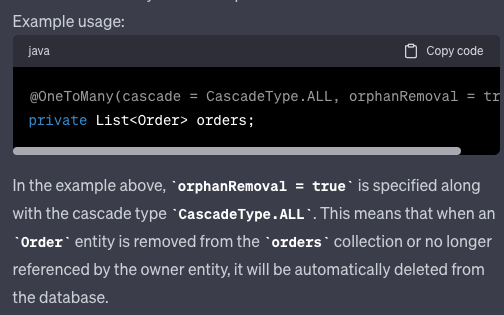 Example usage:
java
Copy code
@OneToMany(cascade = CascadeType.ALL, orphanRemoval = tr
private List<Order> orders;
In the example above, `orphanRemoval = true` is specified along
with the cascade type `CascadeType.ALL`. This means that when an
`Order` entity is removed from the `orders` collection or no longer
referenced by the owner entity, it will be automatically deleted from
the database.